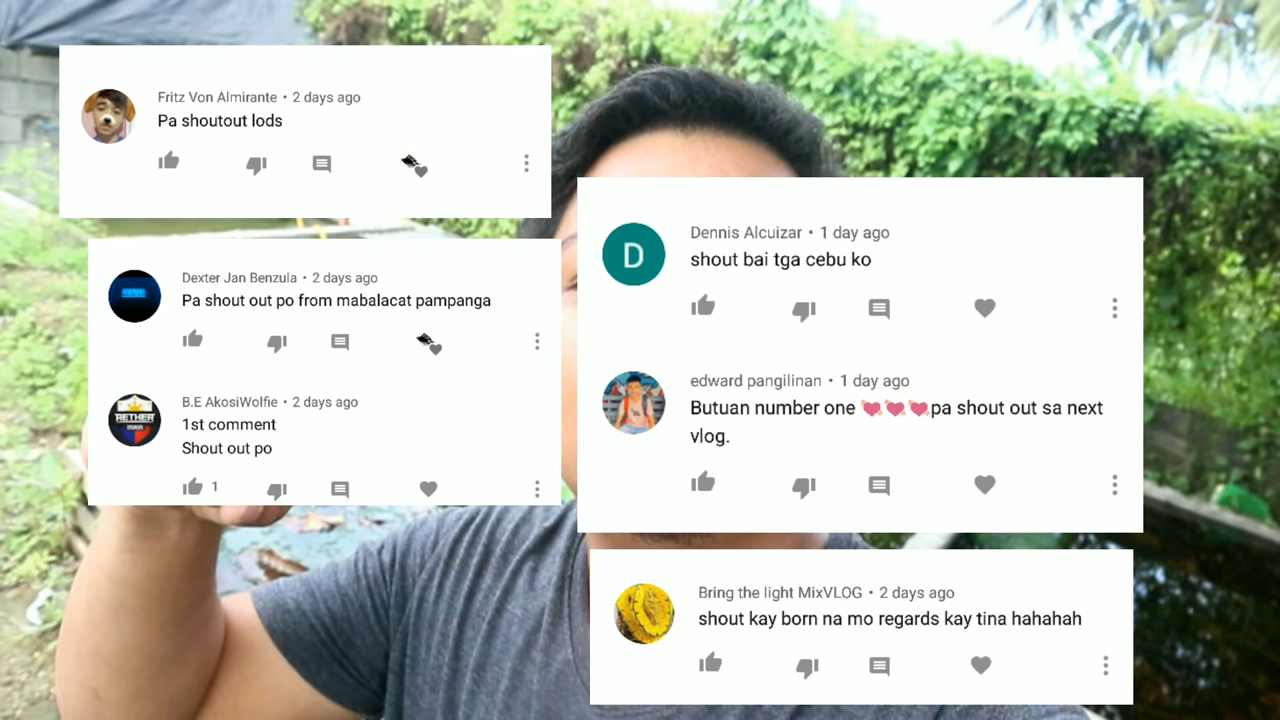 Fritz Von Almirante • 2 days ago
Pa shoutout lods
Dexter Jan Benzula • 2 days ago
Pa shout out po from mabalacat pampanga
B.E AkosiWolfie • 2 days ago
1st comment
Shout out po
1
D
Dennis Alcuizar • 1 day ago
shout bai tga cebu ko
edward pangilinan • 1 day ago
Butuan number one 💘💘💘pa shout out sa next
vlog.
Bring the light MixVLOG • 2 days ago
shout kay born na mo regards kay tina hahahah